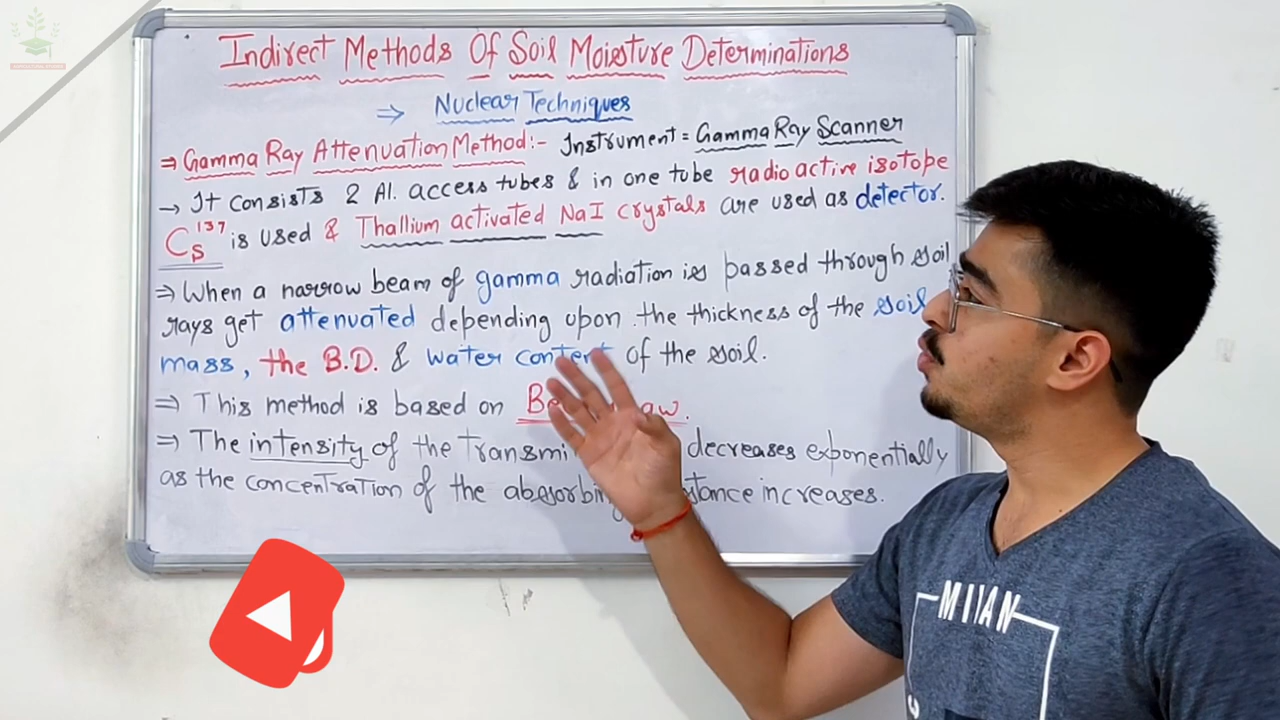 Indirect Methods Of Soil Moisture Determinations
⇒ Nuclear Techniques
⇒ Gamma Ray Attenuation Method:- Instrument = Gamma Ray Scanner
→ It consists 2 Al. access tubes & in one tube radio active isotope
Cs¹³⁷ is used & Thallium activated NaI crystals are used as detector.
⇒ When a narrow beam of gamma radiation is passed through soil
rays get attenuated depending upon the thickness of the soil
mass, the B.D. & water content of the soil.
⇒ This method is based on
⇒ The intensity of the decreases exponentially
as the concentration of the increases.